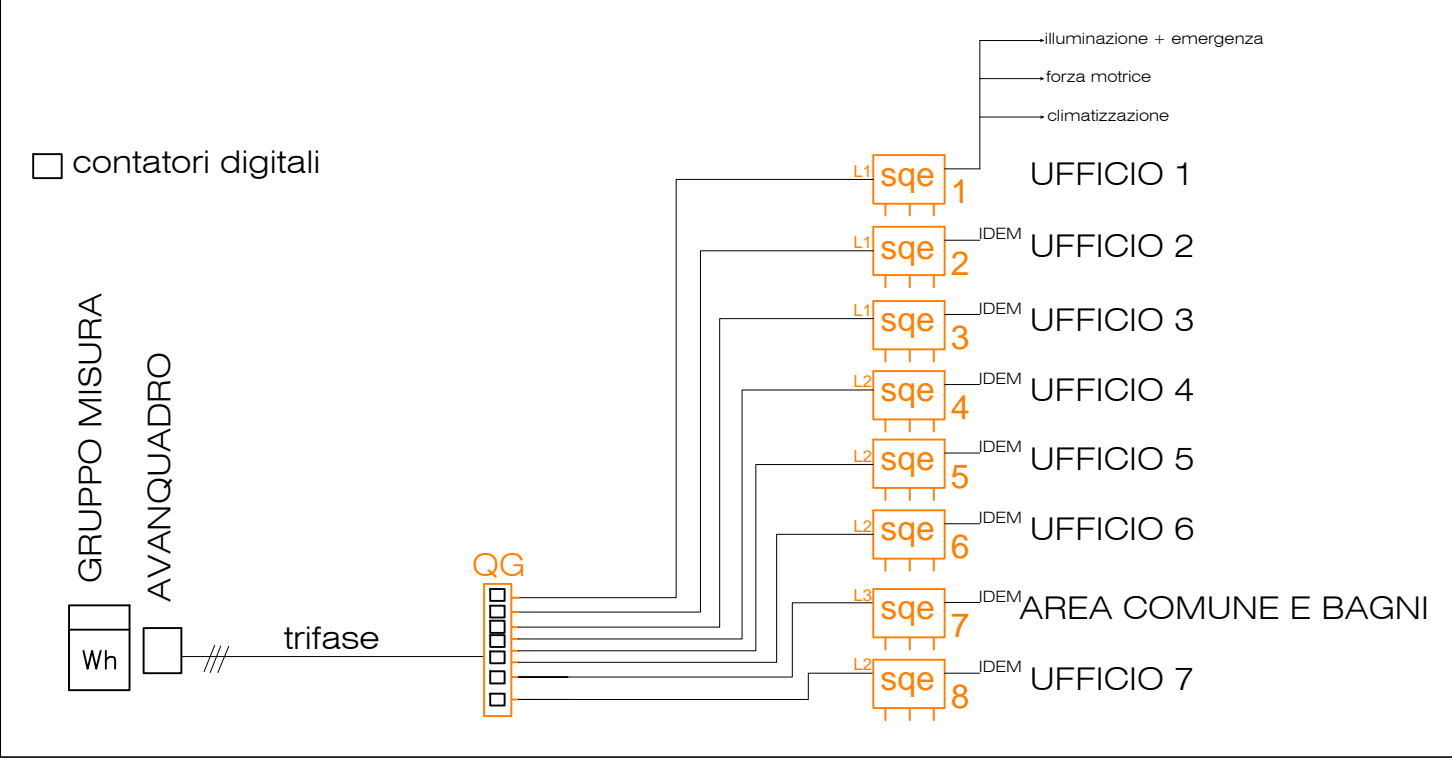 illuminazione + emergenza
forza motrice
climatizzazione
contatori digitali
L1 sqe 1 UFFICIO 1
L1 sqe 2 IDEM UFFICIO 2
L1 sqe 3 IDEM UFFICIO 3
L2 sqe 4 IDEM UFFICIO 4
L2 sqe 5 IDEM UFFICIO 5
L2 sqe 6 IDEM UFFICIO 6
L3 sqe 7 IDEM AREA COMUNE E BAGNI
L2 sqe 8 IDEM UFFICIO 7
GRUPPO MISURA
AVANQUADRO
QG
trifase
Wh